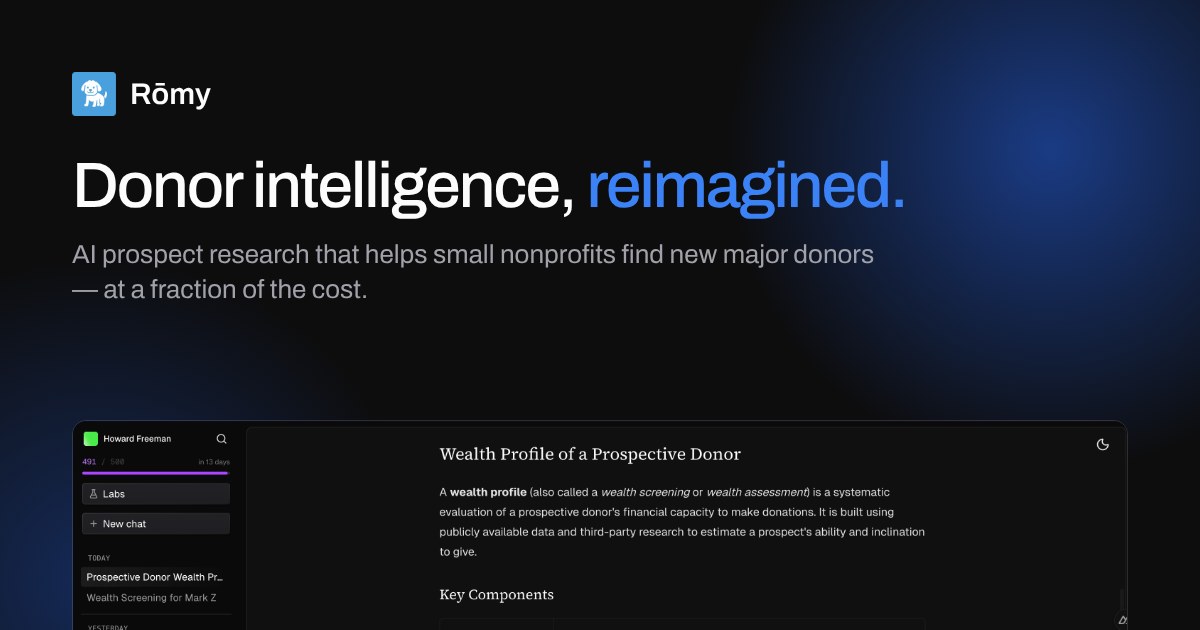 Rōmy
Donor intelligence, reimagined.
AI prospect research that helps small nonprofits find new major donors
— at a fraction of the cost.
Howard Freeman
491 / 500
in 13 days
Labs
+ New chat
TODAY
Prospective Donor Wealth Pr...
Wealth Screening for Mark Z
YESTERDAY
Wealth Profile of a Prospective Donor
A wealth profile (also called a wealth screening or wealth assessment) is a systematic
evaluation of a prospective donor's financial capacity to make donations. It is built using
publicly available data and third-party research to estimate a prospect's ability and inclination
to give.
Key Components